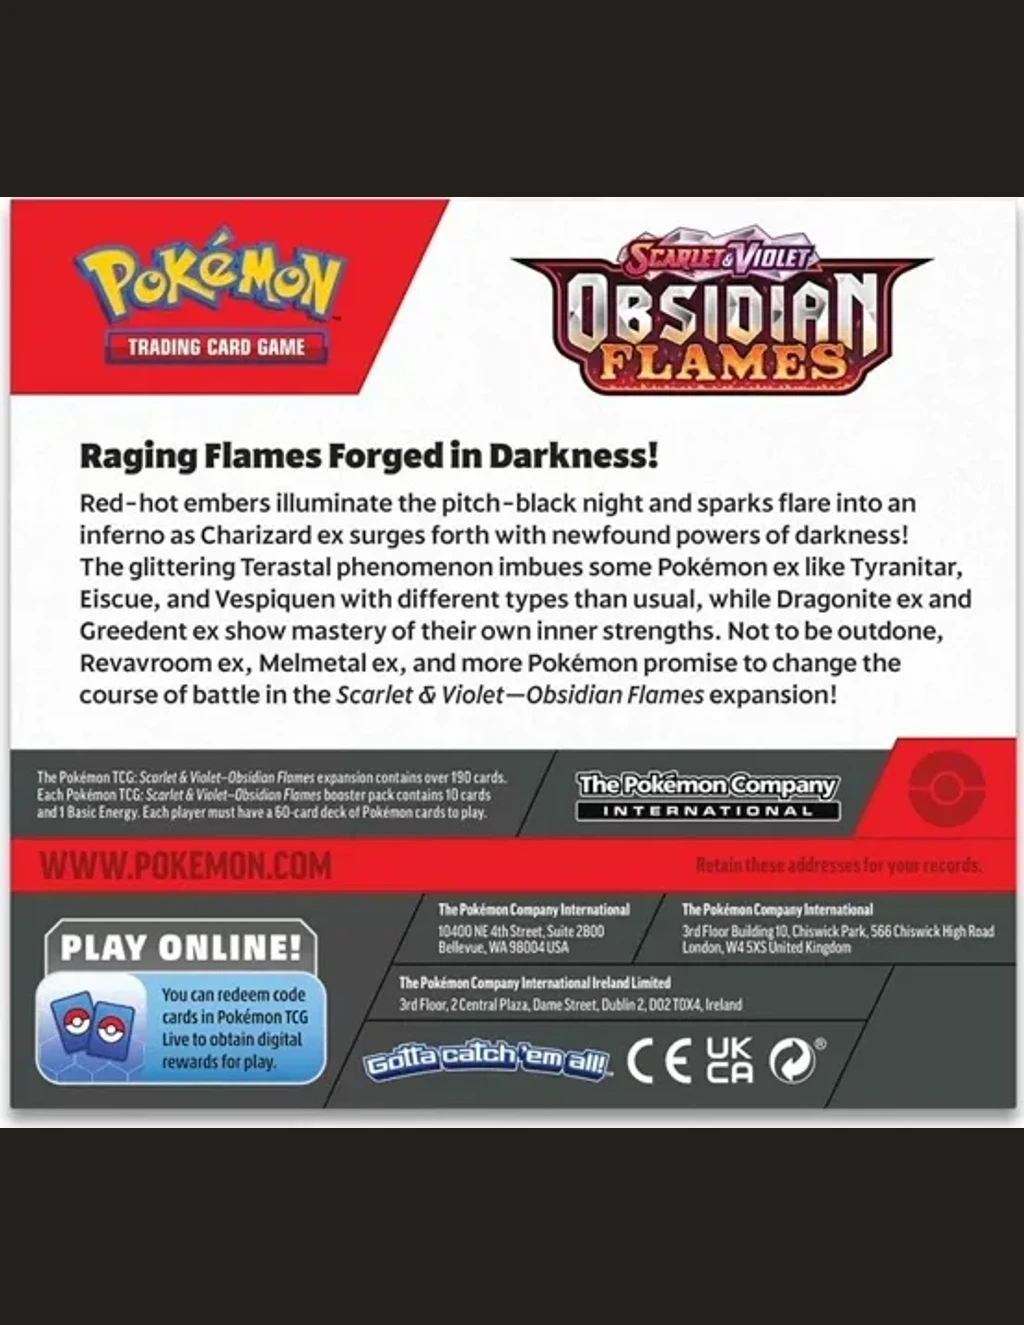 POKéMON
TRADING CARD GAME
SCARLET & VIOLET
OBSIDIAN
FLAMES
Raging Flames Forged in Darkness!
Red-hot embers illuminate the pitch-black night and sparks flare into an
inferno as Charizard ex surges forth with newfound powers of darkness!
The glittering Terastal phenomenon imbues some Pokémon ex like Tyranitar,
Eiscue, and Vespiquen with different types than usual, while Dragonite ex and
Greedent ex show mastery of their own inner strengths. Not to be outdone,
Revavroom ex, Melmetal ex, and more Pokémon promise to change the
course of battle in the Scarlet & Violet—Obsidian Flames expansion!
The Pokémon TCG: Scarlet & Violet–Obsidian Flames expansion contains over 190 cards.
Each Pokémon TCG: Scarlet & Violet–Obsidian Flames booster pack contains 10 cards
and 1 Basic Energy. Each player must have a 60-card deck of Pokémon cards to play.
The Pokémon Company
INTERNATIONAL
WWW.POKEMON.COM
Retain these addresses for your records.
PLAY ONLINE!
You can redeem code
cards in Pokémon TCG
Live to obtain digital
rewards for play.
The Pokémon Company International
10400 NE 4th Street, Suite 2800
Bellevue, WA 98004 USA
The Pokémon Company International
3rd Floor Building 10, Chiswick Park, 566 Chiswick High Road
London, W4 5XS United Kingdom
The Pokémon Company International Ireland Limited
3rd Floor, 2 Central Plaza, Dame Street, Dublin 2, D02 T0X4, Ireland
Gotta catch 'em all!
CE
UK
CA
®